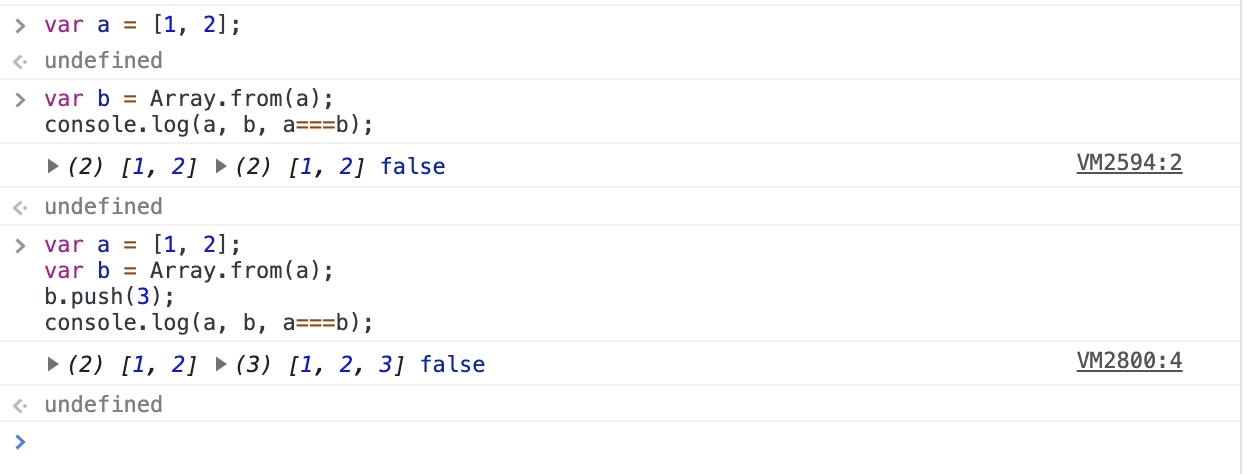 > var a = [1, 2];
<· undefined
> var b = Array.from(a);
console.log(a, b, a===b);
▶(2) [1, 2] ▶(2) [1, 2] false VM2594:2
<· undefined
> var a = [1, 2];
var b = Array.from(a);
b.push(3);
console.log(a, b, a===b);
▶(2) [1, 2] ▶(3) [1, 2, 3] false VM2800:4
<· undefined
>